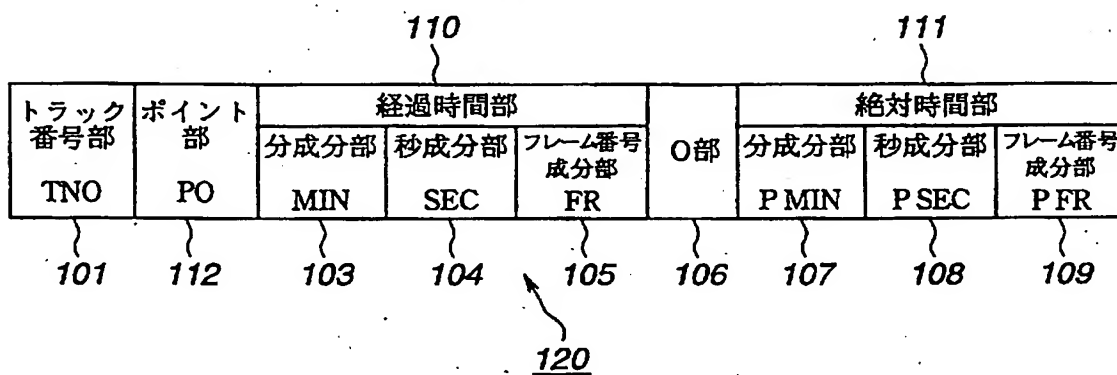 110
111
トラック
番号部
TNO
ポイント
部
PO
経過時間部
分成分部
MIN
秒成分部
SEC
フレーム番号
成分部
FR
O部
絶対時間部
分成分部
P MIN
秒成分部
P SEC
フレーム番号
成分部
P FR
101
112
103
104
105
106
107
108
109
120